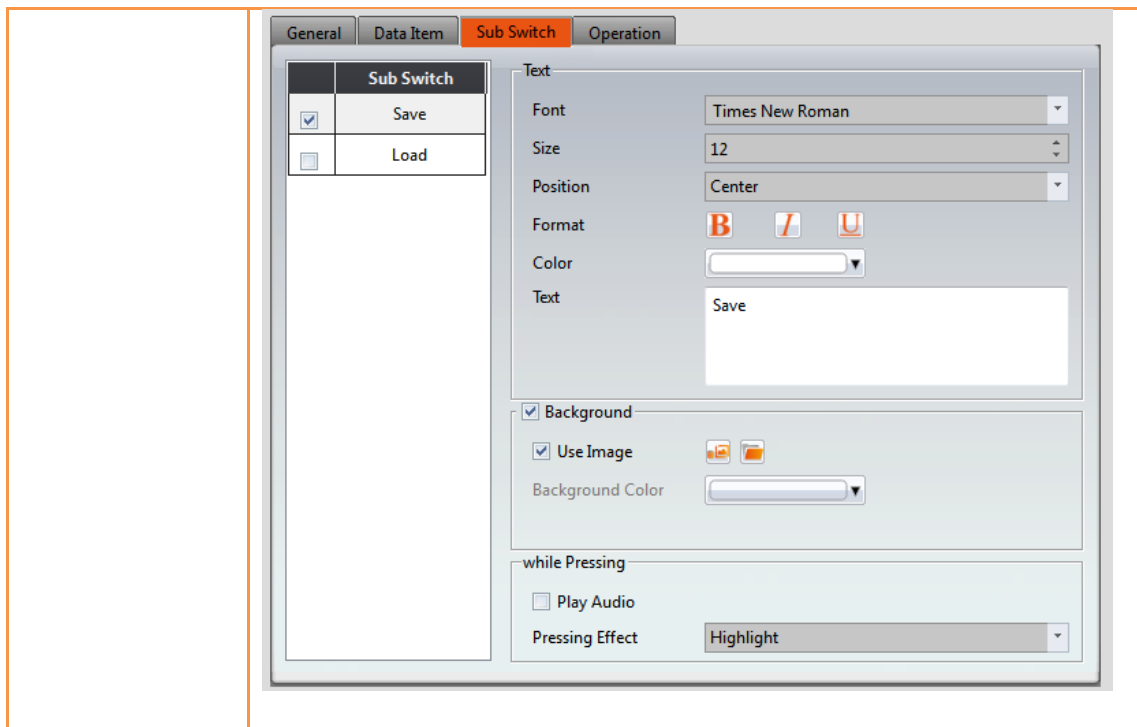 General Data Item Sub Switch Operation
Sub Switch
Save
Load
Text
Font Times New Roman
Size 12
Position Center
Format B I U
Color
Text Save
Background
Use Image
Background Color
while Pressing
Play Audio
Pressing Effect Highlight